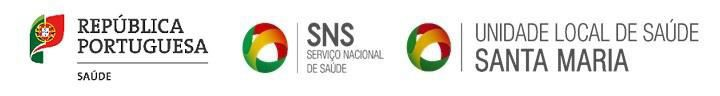 REPÚBLICA
PORTUGUESA
SAÚDE
SNS
SERVIÇO NACIONAL
DE SAÚDE
UNIDADE LOCAL DE SAÚDE
SANTA MARIA